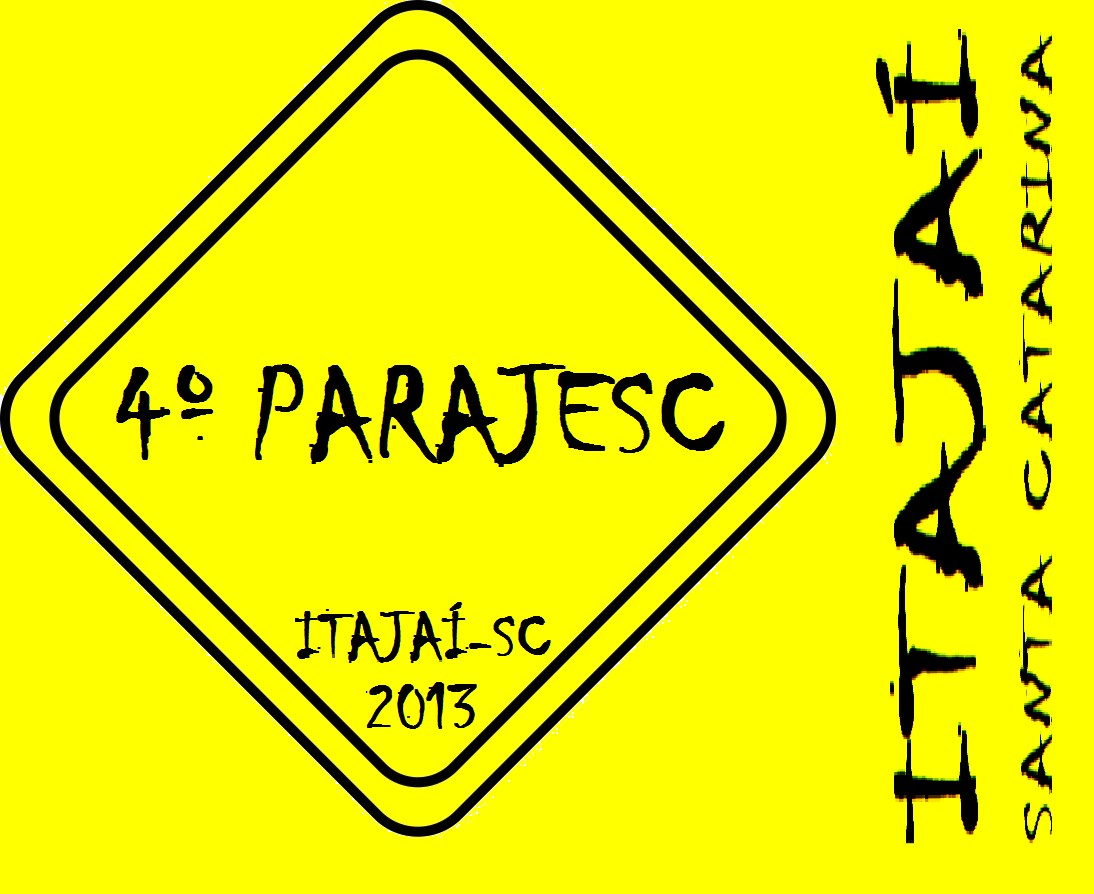 4º PARAJESC
ITAJAÍ-SC
2013
ITAJAÍ
SANTA CATARINA